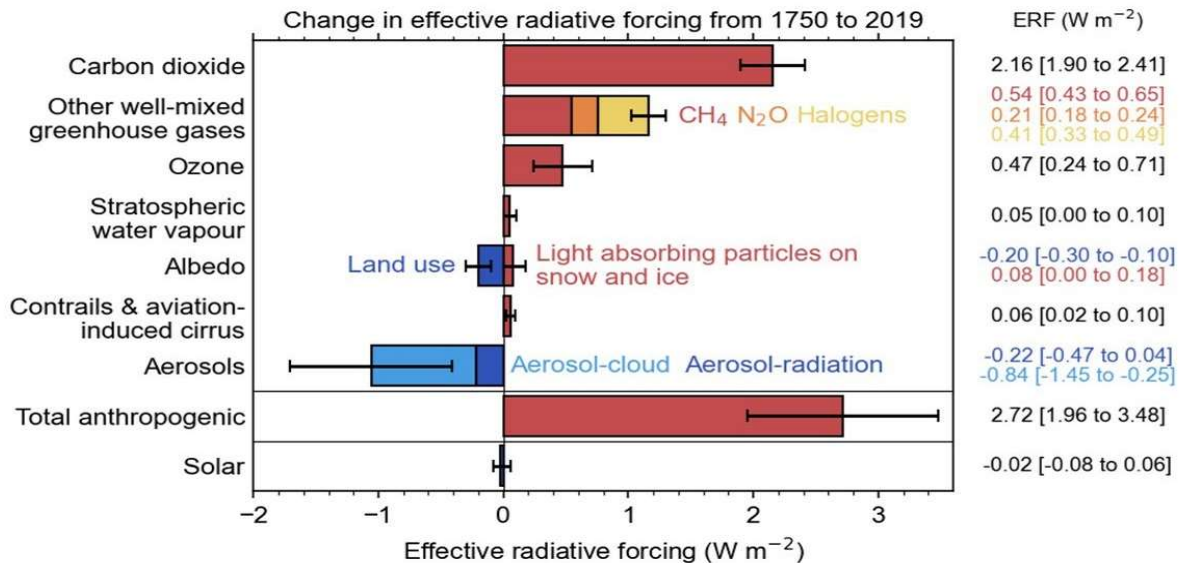 Change in effective radiative forcing from 1750 to 2019
ERF (W m⁻²)
Carbon dioxide
2.16 [1.90 to 2.41]
Other well-mixed
greenhouse gases
CH₄ N₂O Halogens
0.54 [0.43 to 0.65]
0.21 [0.18 to 0.24]
0.41 [0.33 to 0.49]
Ozone
0.47 [0.24 to 0.71]
Stratospheric
water vapour
0.05 [0.00 to 0.10]
Albedo
Land use
Light absorbing particles on
snow and ice
-0.20 [-0.30 to -0.10]
0.08 [0.00 to 0.18]
Contrails & aviation-
induced cirrus
0.06 [0.02 to 0.10]
Aerosols
Aerosol-cloud Aerosol-radiation
-0.22 [-0.47 to 0.04]
-0.84 [-1.45 to -0.25]
Total anthropogenic
2.72 [1.96 to 3.48]
Solar
-0.02 [-0.08 to 0.06]
−2 −1 0 1 2 3
Effective radiative forcing (W m⁻²)